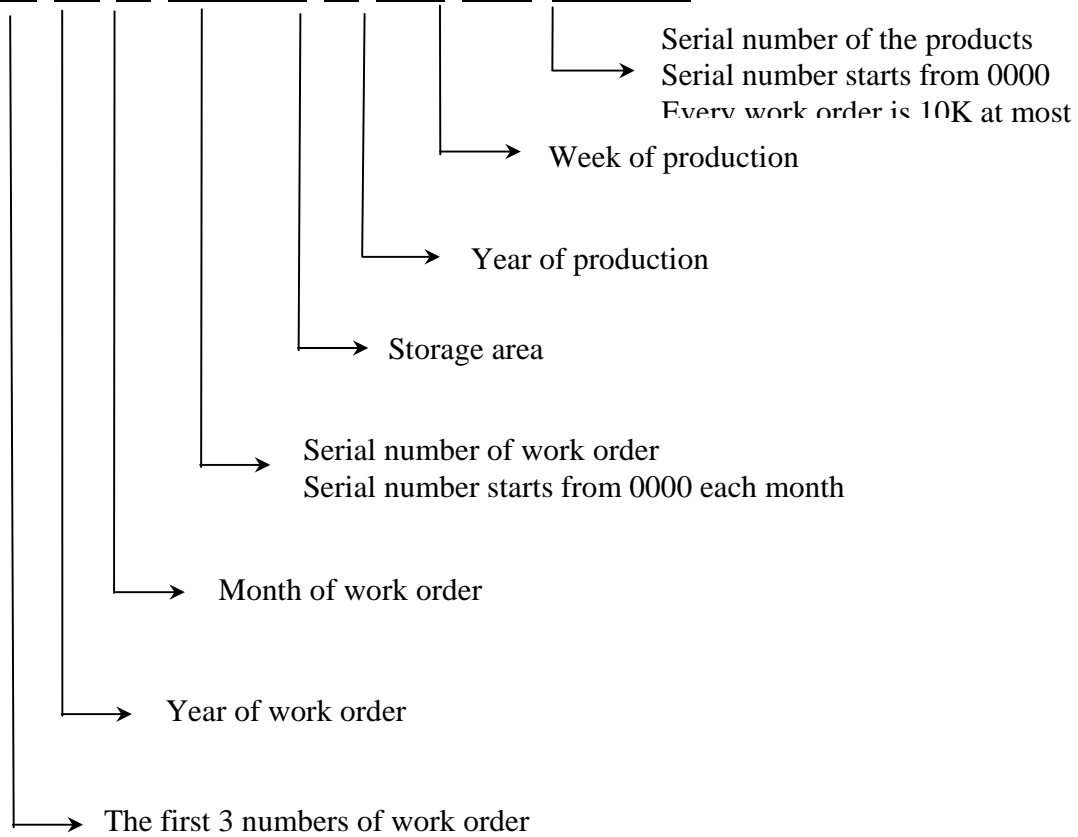 Serial number of the products
Serial number starts from 0000
Every work order is 10K at most
Week of production
Year of production
Storage area
Serial number of work order
Serial number starts from 0000 each month
Month of work order
Year of work order
The first 3 numbers of work order